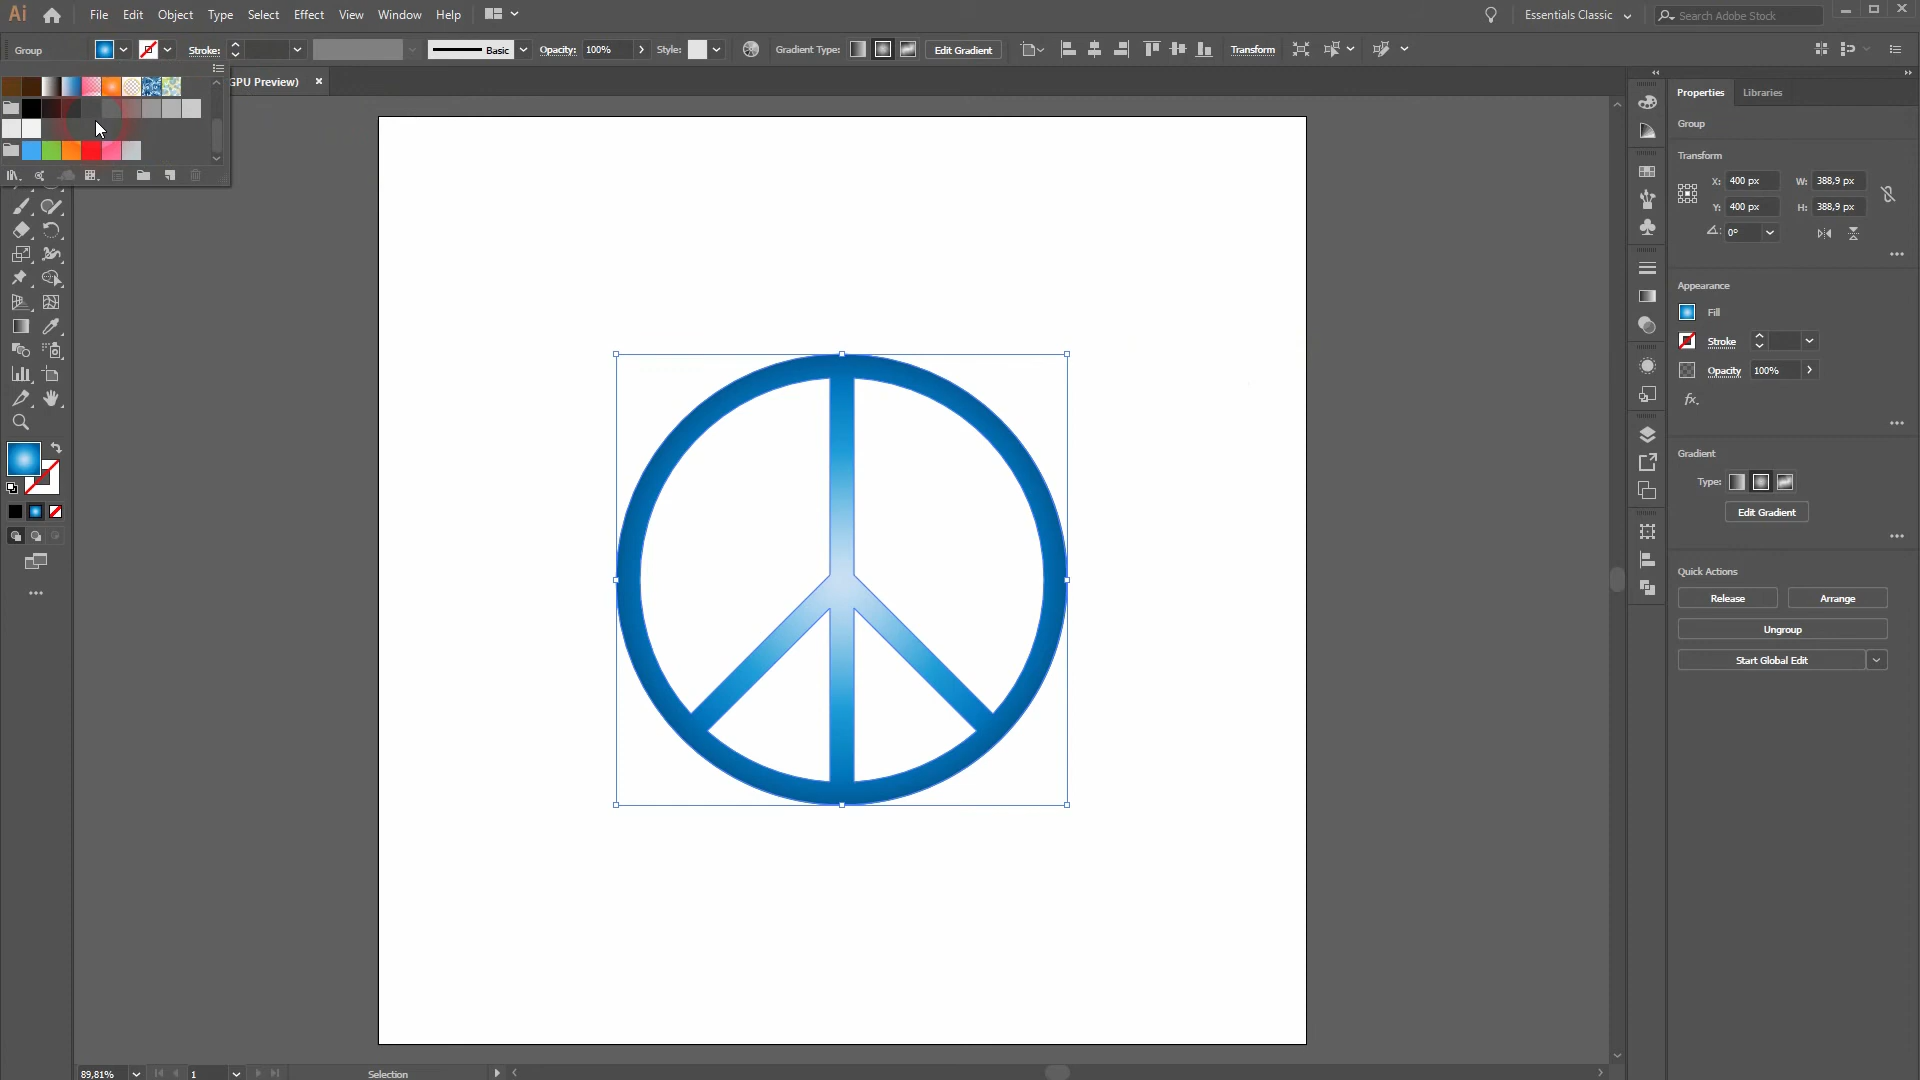 Ai File Edit Object Type Select Effect View Window Help Essentials Classic Search Adobe Stock
Group Stroke: Basic Opacity: 100% Style: Gradient Type: Edit Gradient Transform
GPU Preview) ×
Properties Libraries
Group
Transform
X: 400 px W: 388,9 px
Y: 400 px H: 388,9 px
0°
Appearance
Fill
Stroke
Opacity 100%
fx.
Gradient
Type:
Edit Gradient
Quick Actions
Release Arrange
Ungroup
Start Global Edit
89,81% 1 Selection